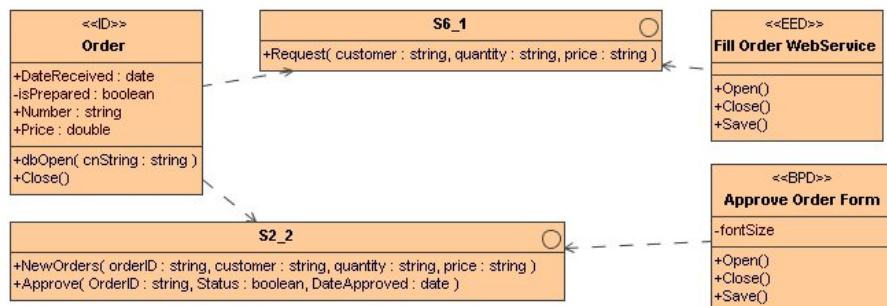 <<ID>>
Order
+DateReceived : date
-isPrepared : boolean
+Number : string
+Price : double
+dbOpen( cnString : string )
+Close()
S6_1
+Request( customer : string, quantity : string, price : string )
<<EED>>
Fill Order WebService
+Open()
+Close()
+Save()
S2_2
+NewOrders( orderID : string, customer : string, quantity : string, price : string )
+Approve( OrderID : string, Status : boolean, DateApproved : date )
<<BPD>>
Approve Order Form
-fontSize
+Open()
+Close()
+Save()